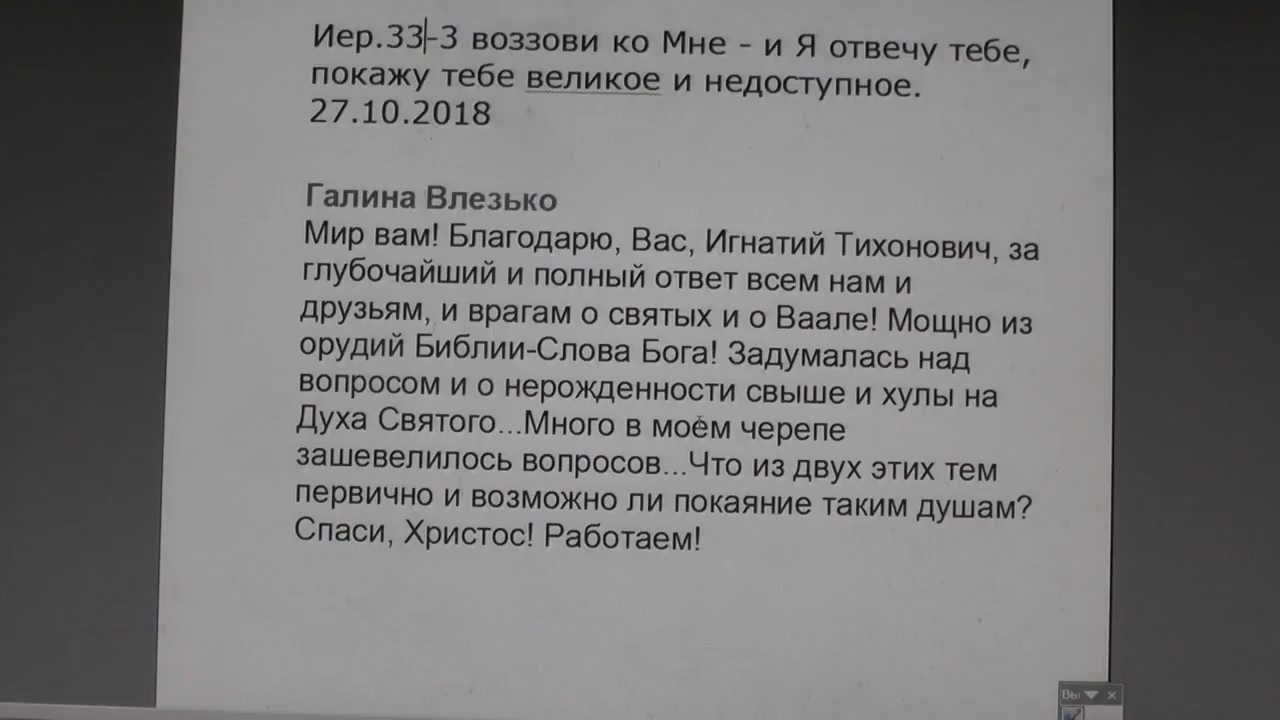 Иер.33-3 воззови ко Мне - и Я отвечу тебе,
покажу тебе великое и недоступное.
27.10.2018
Галина Влезько
Мир вам! Благодарю, Вас, Игнатий Тихонович, за
глубочайший и полный ответ всем нам и
друзьям, и врагам о святых и о Ваале! Мощно из
орудий Библии-Слова Бога! Задумалась над
вопросом и о нерожденности свыше и хулы на
Духа Святого...Много в моём черепе
зашевелилось вопросов...Что из двух этих тем
первично и возможно ли покаяние таким душам?
Спаси, Христос! Работаем!
Вы